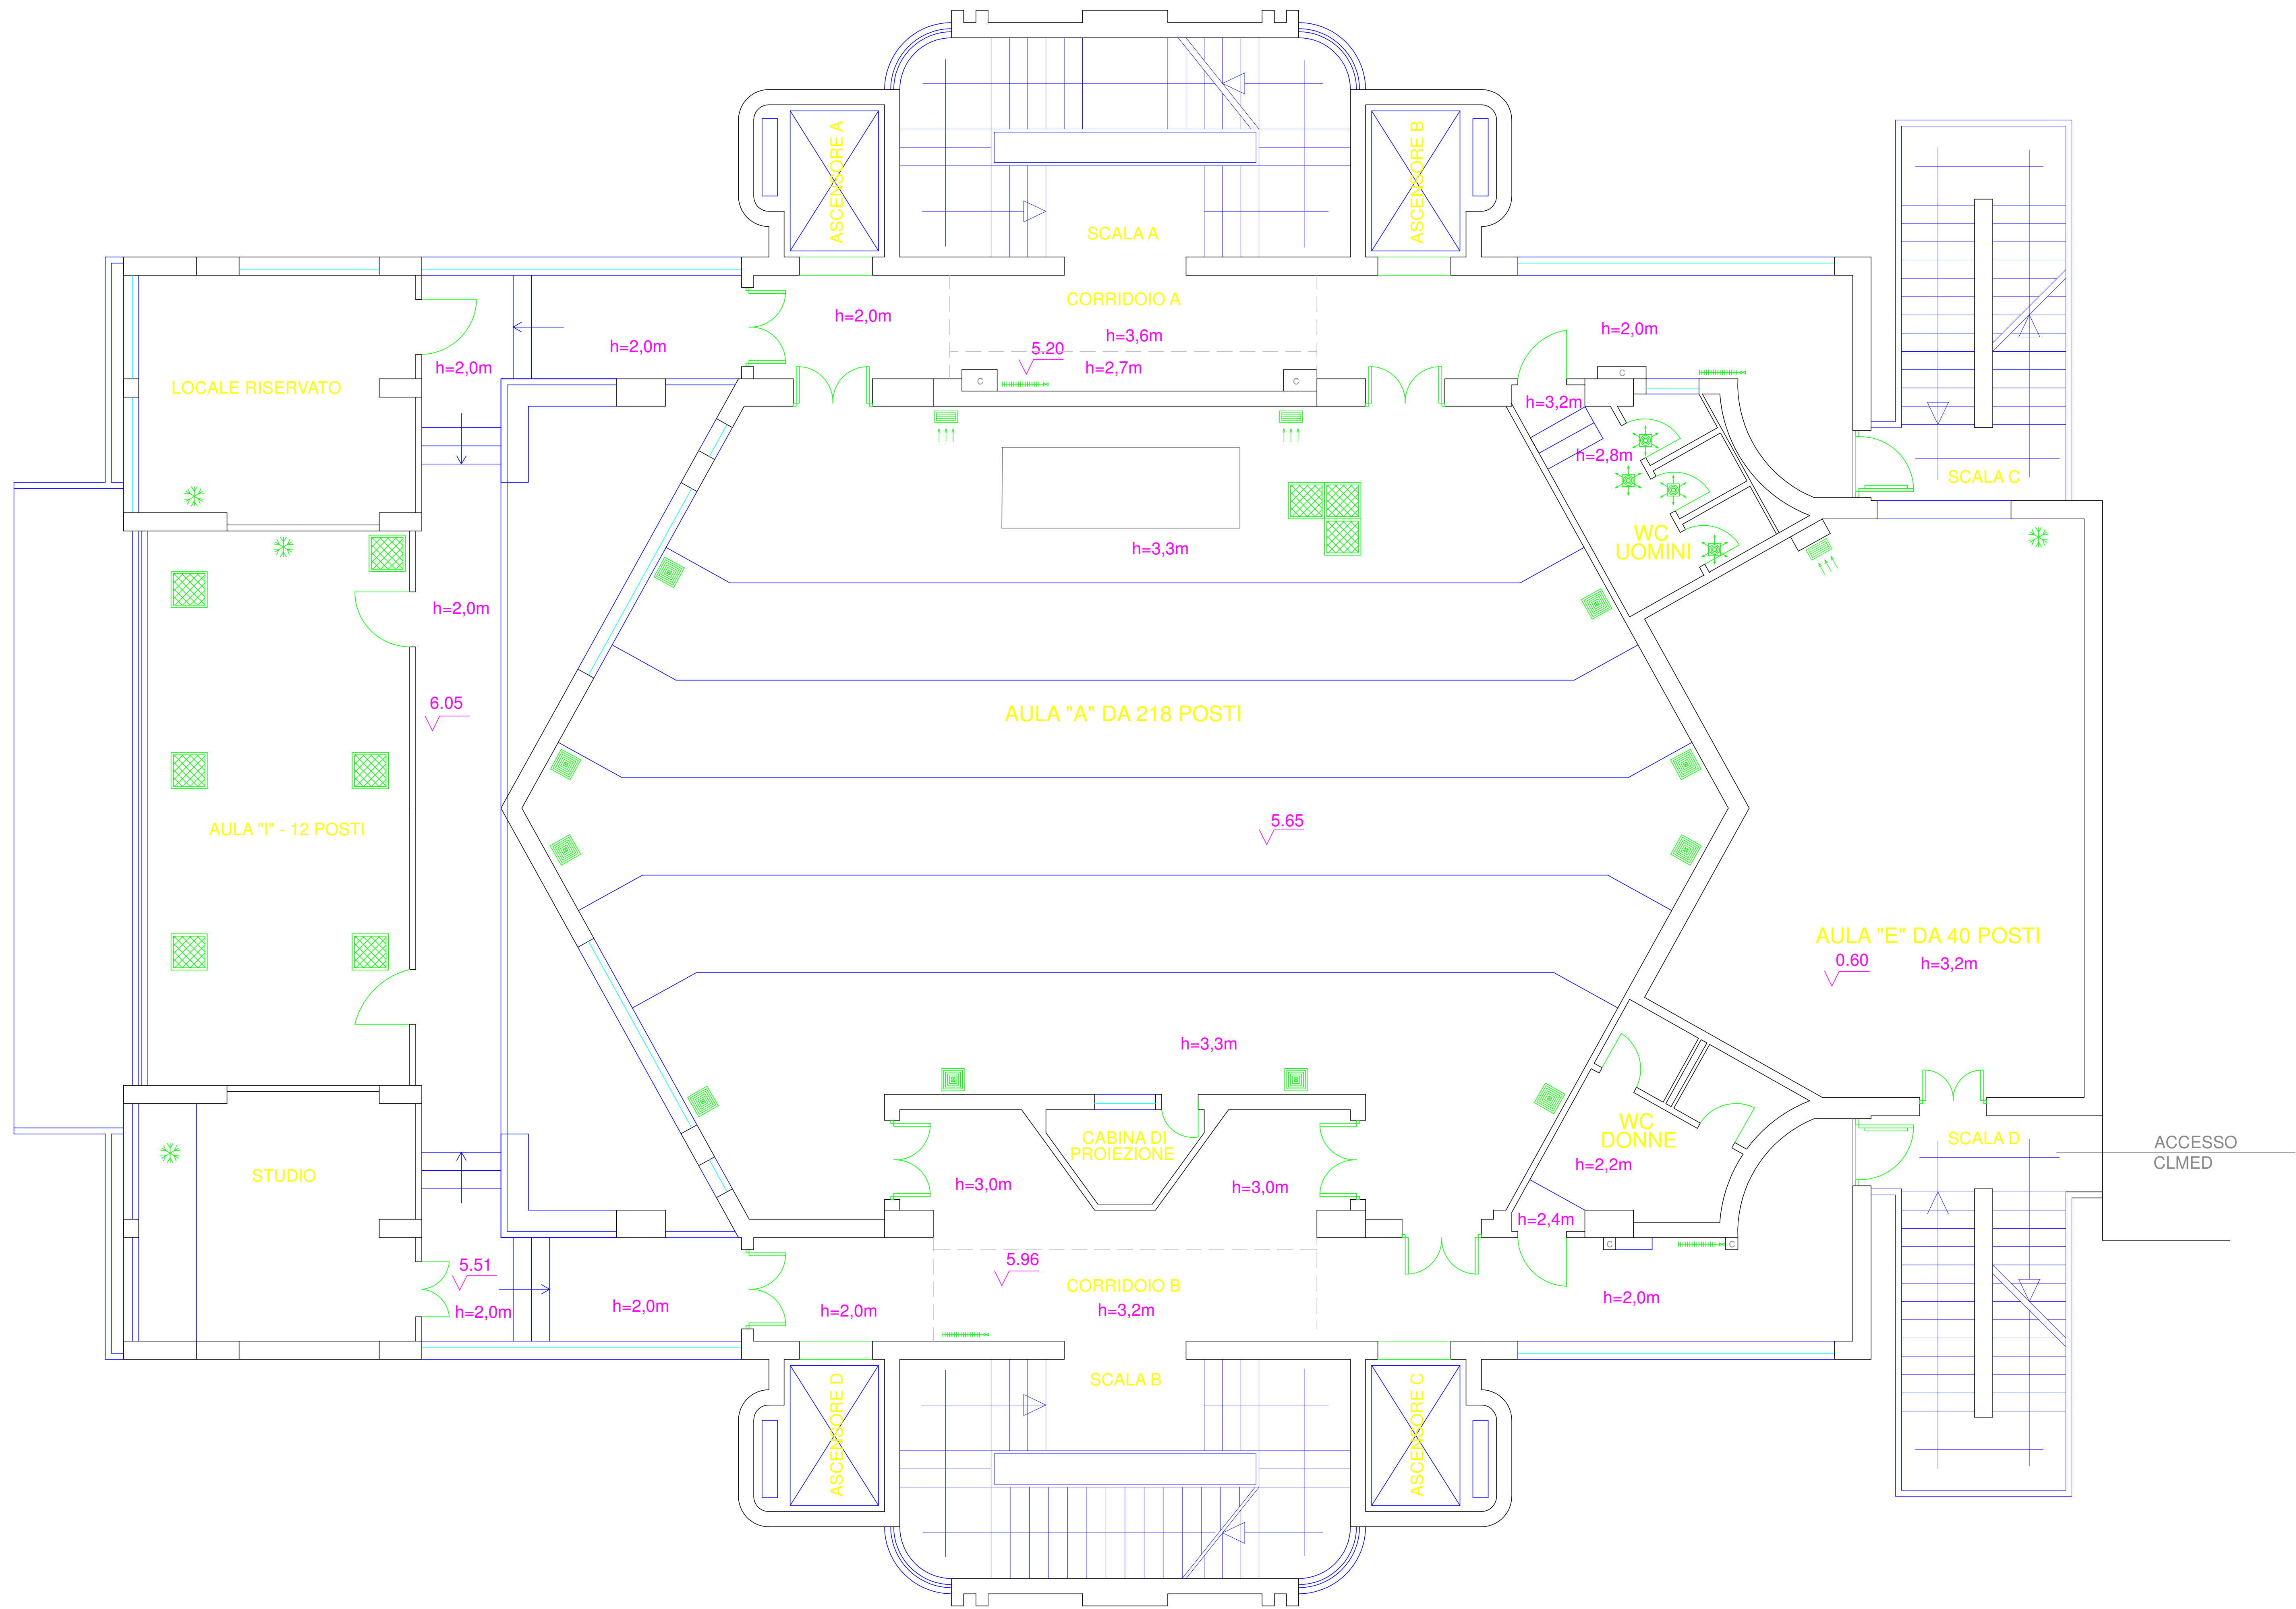 ASCENSORE A
ASCENSORE B
SCALA A
CORRIDOIO A
h=2,0m
h=3,6m
h=2,0m
h=2,0m
5.20
h=2,7m
h=2,0m
C
C
C
LOCALE RISERVATO
h=3,2m
h=2,8m
SCALA C
WC
UOMINI
h=3,3m
h=2,0m
6.05
AULA "A" DA 218 POSTI
5.65
AULA "I" - 12 POSTI
AULA "E" DA 40 POSTI
0.60
h=3,2m
h=3,3m
CABINA DI
PROIEZIONE
WC
DONNE
SCALA D
ACCESSO
CLMED
STUDIO
h=2,2m
h=3,0m
h=3,0m
h=2,4m
C
C
5.51
5.96
CORRIDOIO B
h=2,0m
h=2,0m
h=2,0m
h=3,2m
h=2,0m
SCALA B
ASCENSORE D
ASCENSORE C